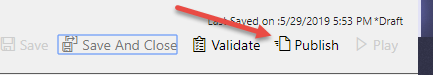 Last Saved on :5/29/2019 5:53 PM *Draft
Save Save And Close Validate Publish Play